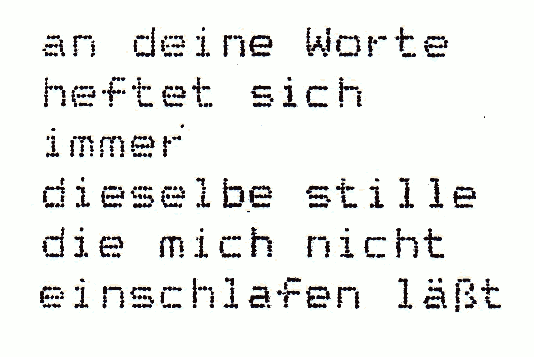 an deine Worte
heftet sich
immer
dieselbe stille
die mich nicht
einschlafen läßt